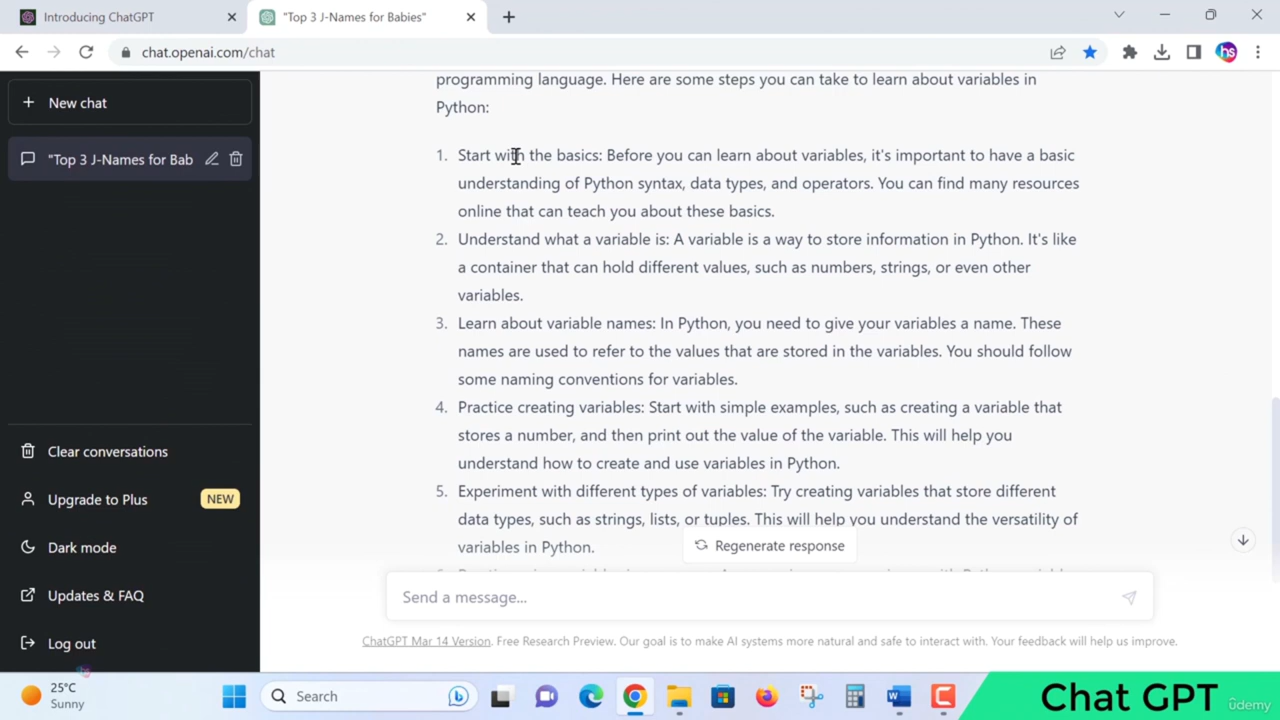 Introducing ChatGPT
"Top 3 J-Names for Babies"
chat.openai.com/chat
hs
New chat
"Top 3 J-Names for Bab
programming language. Here are some steps you can take to learn about variables in
Python:
1. Start with the basics: Before you can learn about variables, it's important to have a basic
understanding of Python syntax, data types, and operators. You can find many resources
online that can teach you about these basics.
2. Understand what a variable is: A variable is a way to store information in Python. It's like
a container that can hold different values, such as numbers, strings, or even other
variables.
3. Learn about variable names: In Python, you need to give your variables a name. These
names are used to refer to the values that are stored in the variables. You should follow
some naming conventions for variables.
4. Practice creating variables: Start with simple examples, such as creating a variable that
stores a number, and then print out the value of the variable. This will help you
understand how to create and use variables in Python.
5. Experiment with different types of variables: Try creating variables that store different
data types, such as strings, lists, or tuples. This will help you understand the versatility of
variables in Python.
Regenerate response
Clear conversations
Upgrade to Plus NEW
Dark mode
Updates & FAQ
Log out
Send a message...
ChatGPT Mar 14 Version. Free Research Preview. Our goal is to make AI systems more natural and safe to interact with. Your feedback will help us improve.
25°C
Sunny
Search
Chat GPT
ûdemy